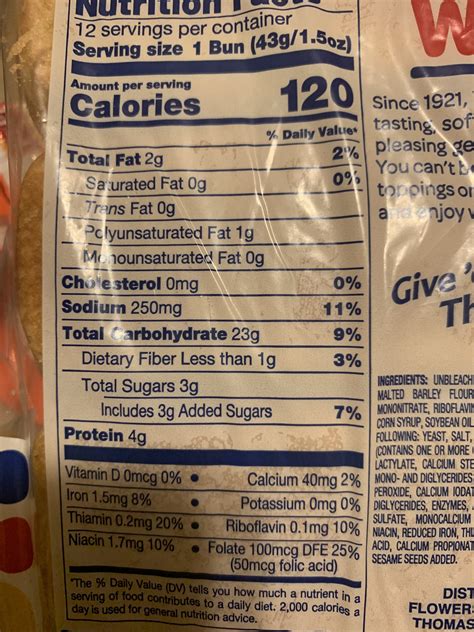 Nutrition Facts
12 servings per container
Serving size 1 Bun (43g/1.5oz)
Amount per serving
Calories 120
% Daily Value*
Total Fat 2g 2%
Saturated Fat 0g 0%
Trans Fat 0g
Polyunsaturated Fat 1g
Monounsaturated Fat 0g
Cholesterol 0mg 0%
Sodium 250mg 11%
Total Carbohydrate 23g 9%
Dietary Fiber Less than 1g 3%
Total Sugars 3g
Includes 3g Added Sugars 7%
Protein 4g
Vitamin D 0mcg 0% • Calcium 40mg 2%
Iron 1.5mg 8% • Potassium 0mg 0%
Thiamin 0.2mg 20% • Riboflavin 0.1mg 10%
Niacin 1.7mg 10% • Folate 100mcg DFE 25%
(50mcg folic acid)
*The % Daily Value (DV) tells you how much a nutrient in a
serving of food contributes to a daily diet. 2,000 calories a
day is used for general nutrition advice.
W
Since 1921,
tasting, sof
pleasing ge
You can't b
toppings or
and enjoy
Give
Th
INGREDIENTS: UNBLEACH
MALTED BARLEY FLOUR
MONONITRATE, RIBOFLAVIN
CORN SYRUP, SOYBEAN OIL
FOLLOWING: YEAST, SALT,
CONTAINS ONE OR MORE
LACTYLATE, CALCIUM STE
MONO- AND DIGLYCERIDES
PEROXIDE, CALCIUM IODA
DIGLYCERIDES, ENZYMES,
SULFATE, MONOCALCIUM
NIACIN, REDUCED IRON, THI
ACID, CALCIUM PROPIONAT
SESAME SEEDS ADDED.
DIST
FLOWER
THOMAS